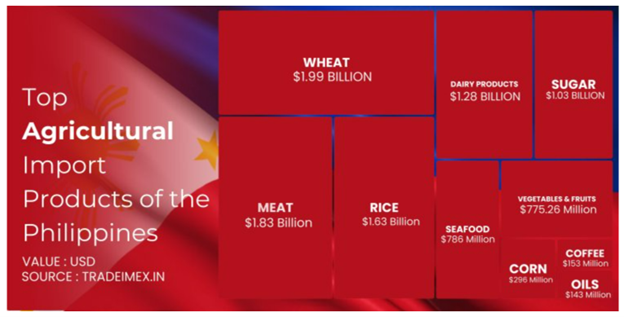 Top
Agricultural
Import
Products of the
Philippines
VALUE : USD
SOURCE : TRADEIMEX.IN
WHEAT
$1.99 BILLION
DAIRY PRODUCTS
$1.28 BILLION
SUGAR
$1.03 BILLION
MEAT
$1.83 Billion
RICE
$1.63 Billion
SEAFOOD
$786 Million
VEGETABLES & FRUITS
$775.26 Million
CORN
$296 Million
COFFEE
$153 Million
OILS
$143 Million